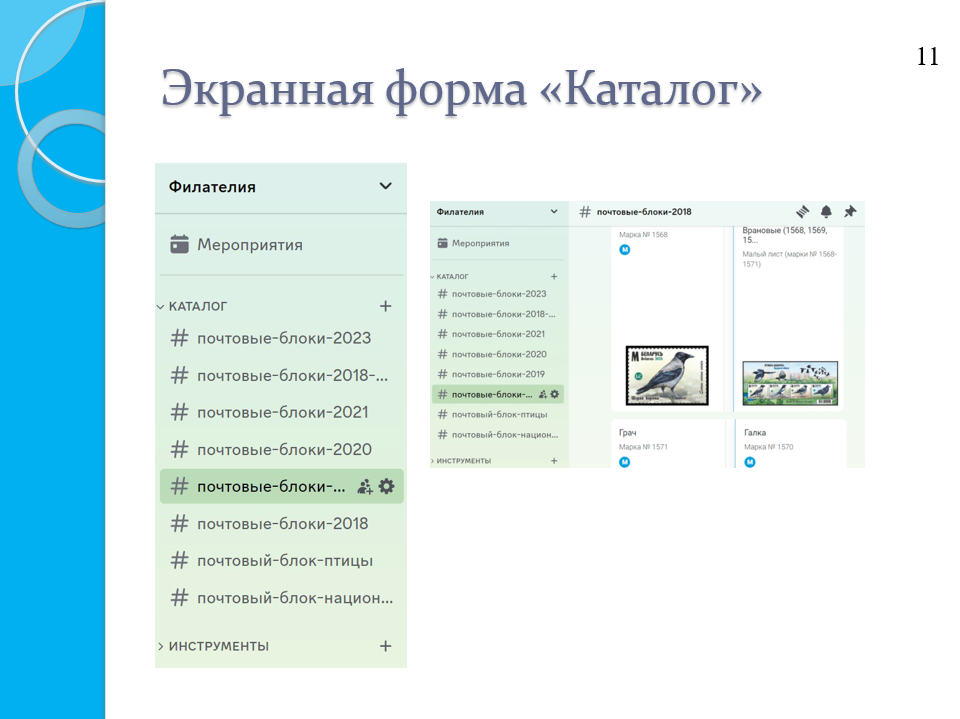 11
Экранная форма «Каталог»
Филателия
Мероприятия
КАТАЛОГ
почтовые-блоки-2023
почтовые-блоки-2018-...
почтовые-блоки-2021
почтовые-блоки-2020
почтовые-блоки-...
почтовые-блоки-2018
почтовый-блок-птицы
почтовый-блок-национ...
ИНСТРУМЕНТЫ
Филателия
Мероприятия
КАТАЛОГ
почтовые-блоки-2023
почтовые-блоки-2018-...
почтовые-блоки-2021
почтовые-блоки-2020
почтовые-блоки-2019
почтовые-блоки-...
почтовый-блок-птицы
почтовый-блок-национ...
ИНСТРУМЕНТЫ
# почтовые-блоки-2018
Марка № 1568
M
Врановые (1568, 1569,
15...
Малый лист (марки № 1568-
1571)
M БЕЛАРУСЬ
Грач
Марка № 1571
M
Галка
Марка № 1570
M